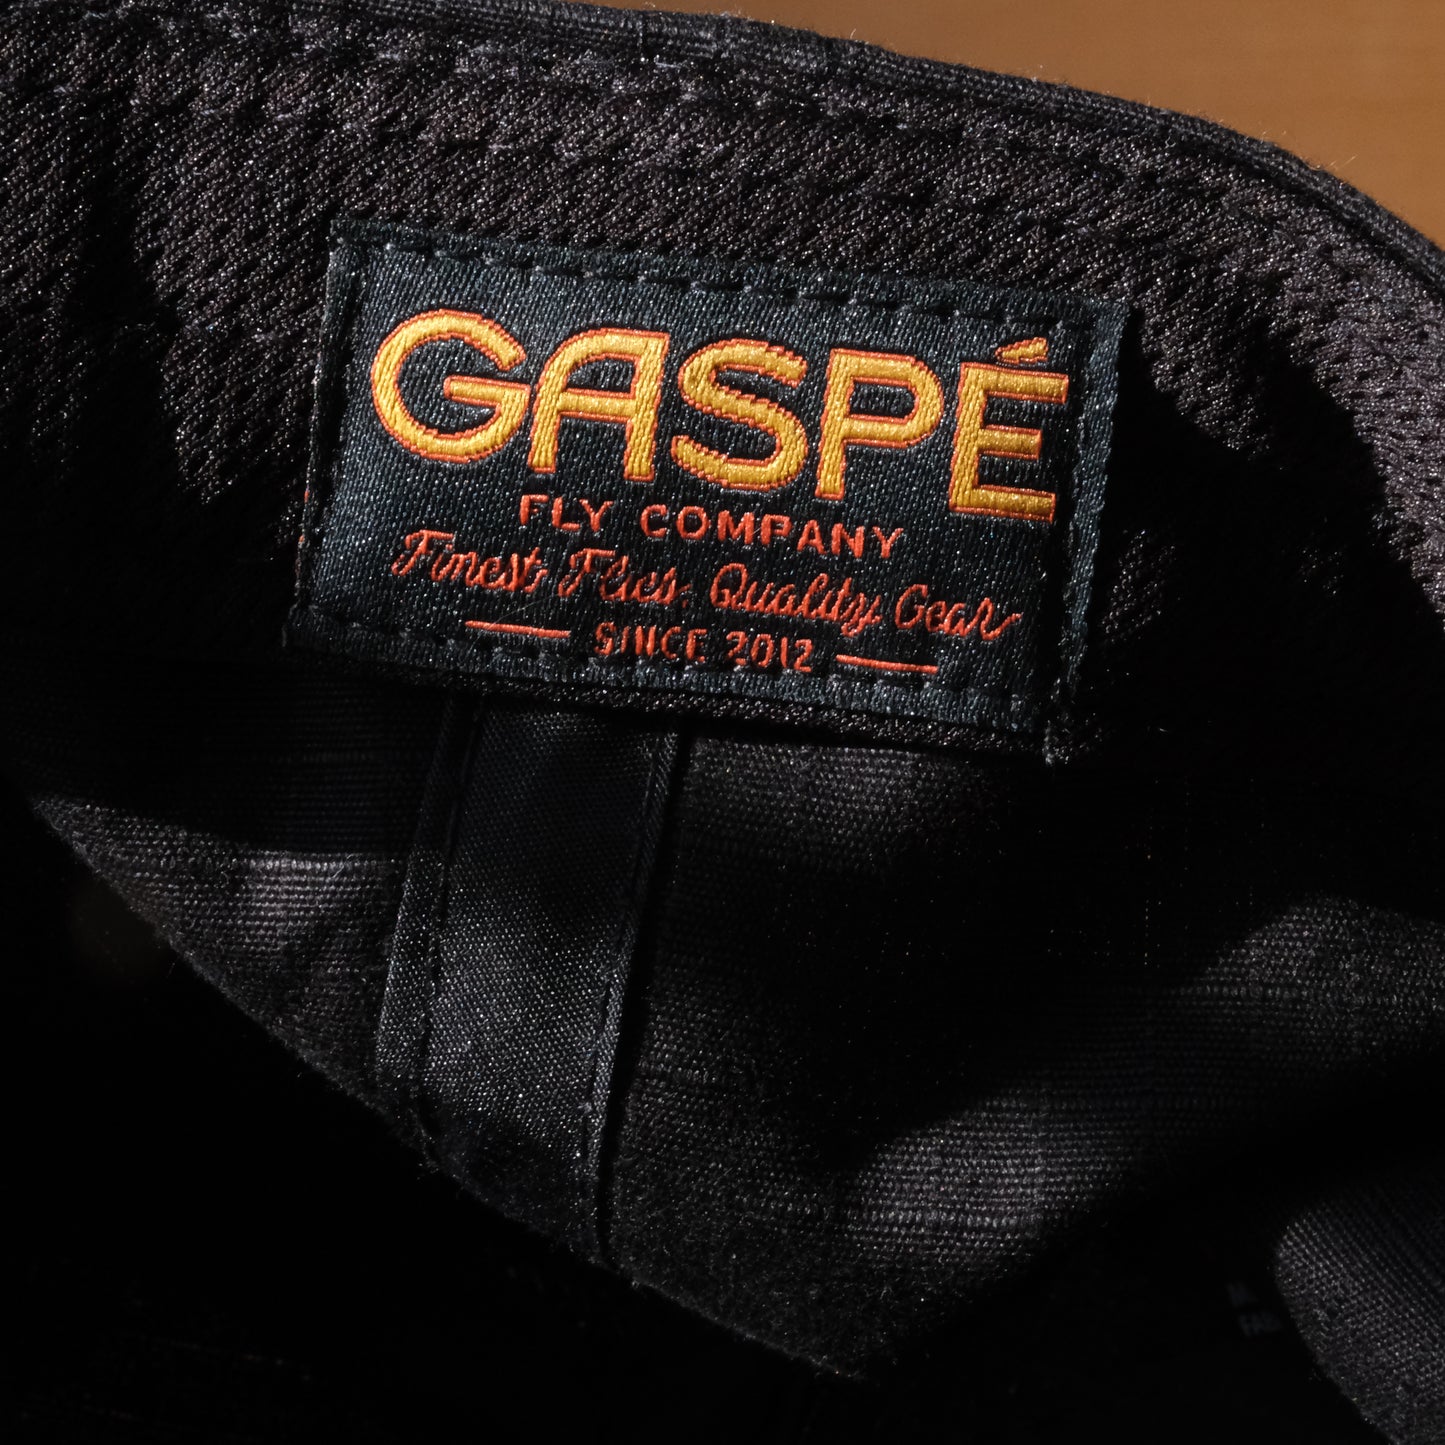 GASPÉ
FLY COMPANY
Finest Flies, Quality Gear
SINCE 2012